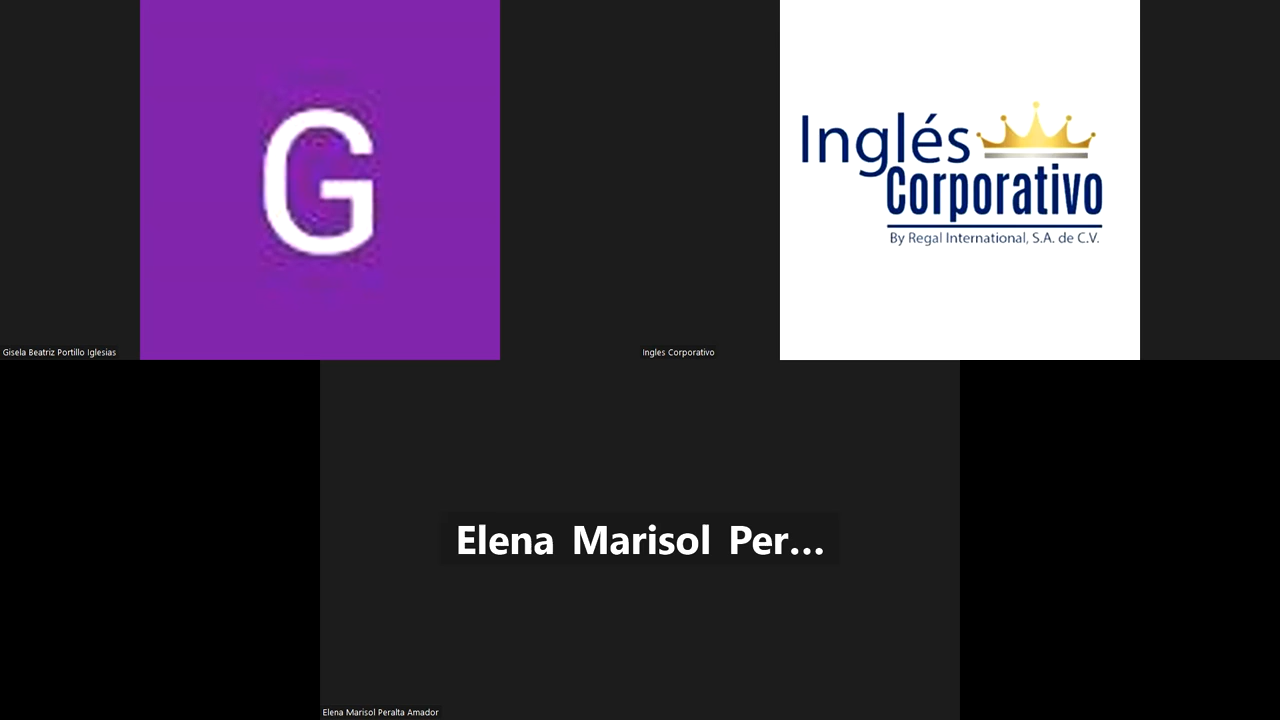 G
Inglés
Corporativo
By Regal International, S.A. de C.V.
Gisela Beatriz Portillo Iglesias
Ingles Corporativo
Elena Marisol Per...
Elena Marisol Peralta Amador